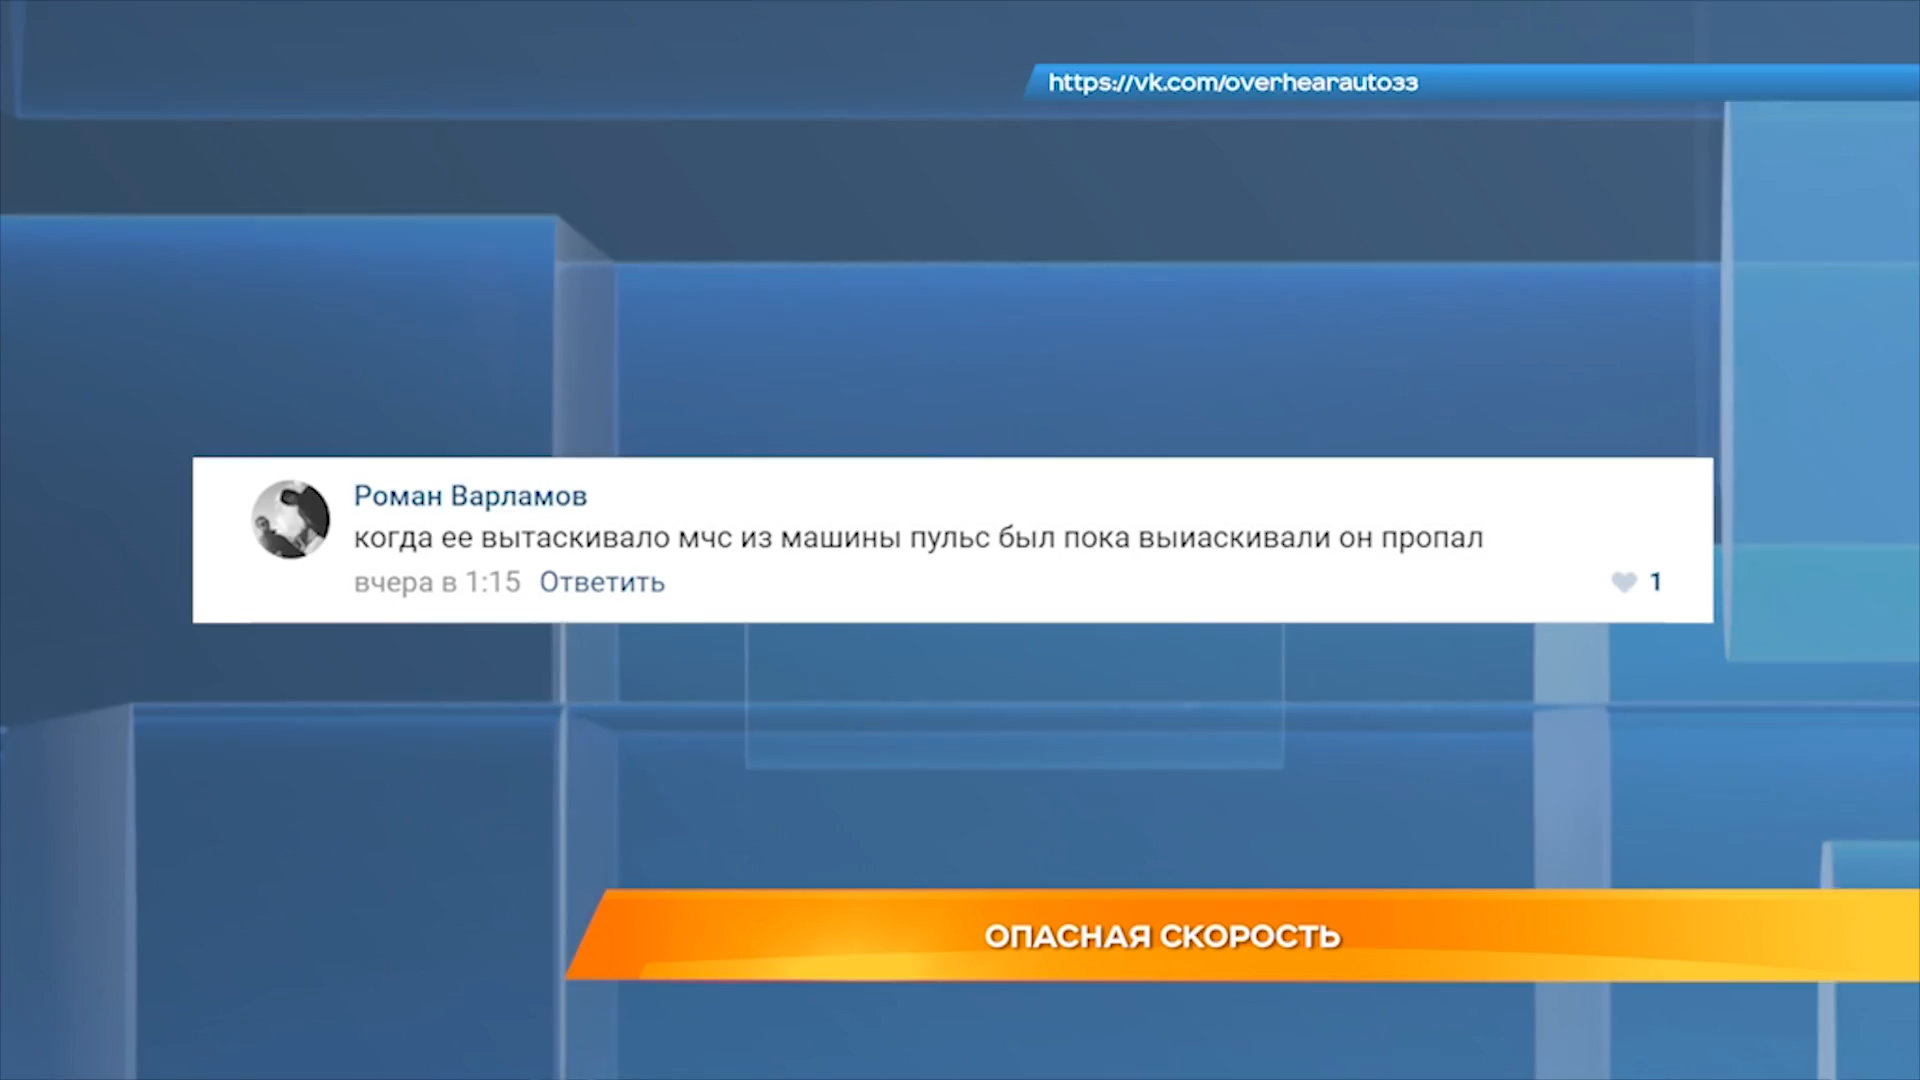 https://vk.com/overhearauto33
Роман Варламов
когда ее вытаскивало мчс из машины пульс был пока выиаскивали он пропал
вчера в 1:15 Ответить
1
ОПАСНАЯ СКОРОСТЬ